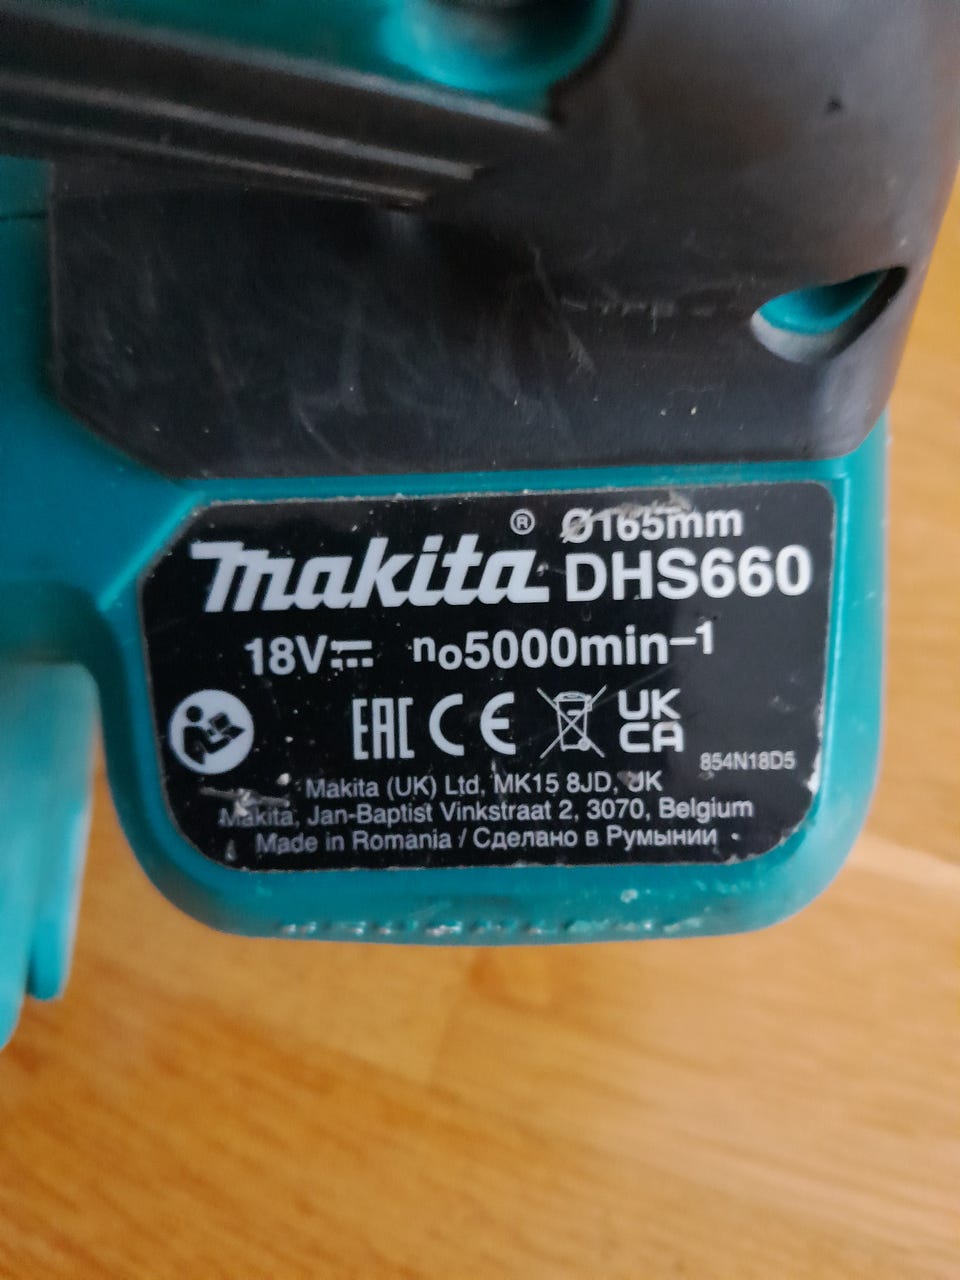 Makita® Ø165mm
DHS660
18V⎓ no5000min-1
EAC CE UK
CA
854N18D5
Makita (UK) Ltd, MK15 8JD, UK
Makita, Jan-Baptist Vinkstraat 2, 3070, Belgium
Made in Romania / Сделано в Румынии